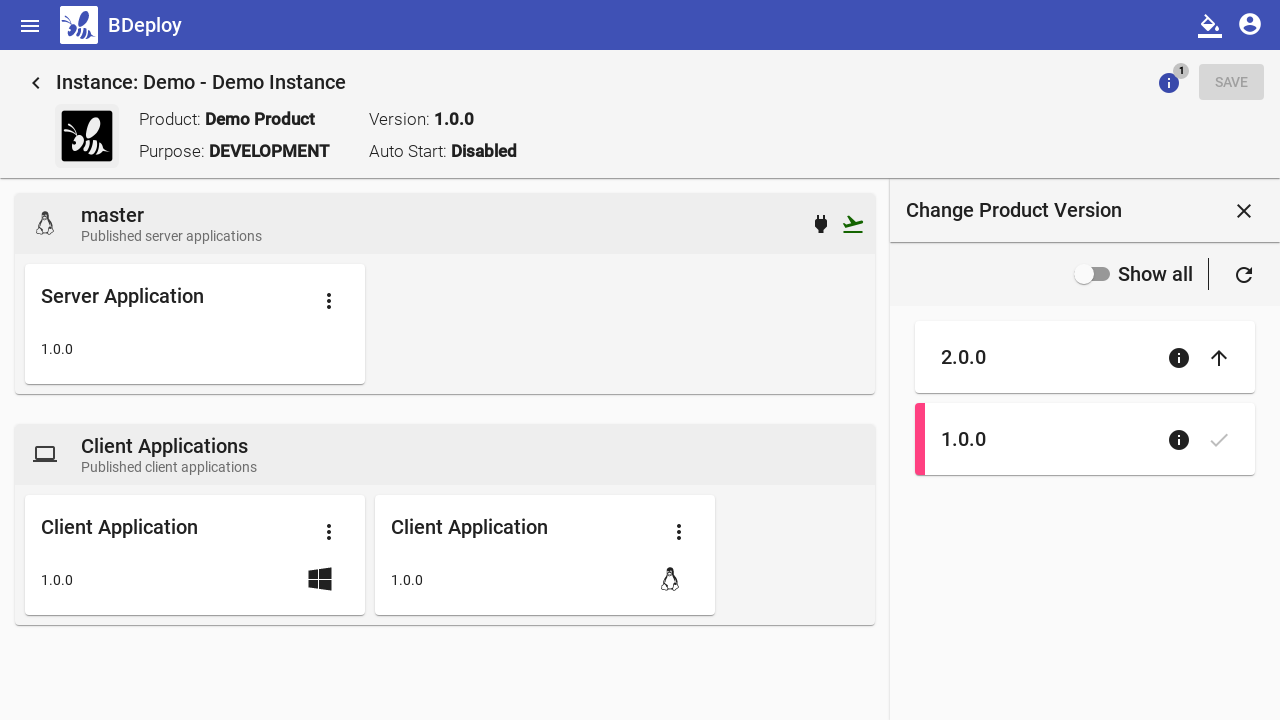 BDeploy
Instance: Demo - Demo Instance
1
SAVE
Product: Demo Product
Version: 1.0.0
Purpose: DEVELOPMENT
Auto Start: Disabled
master
Published server applications
Server Application
1.0.0
Client Applications
Published client applications
Client Application
1.0.0
Client Application
1.0.0
Change Product Version
Show all
2.0.0
1.0.0